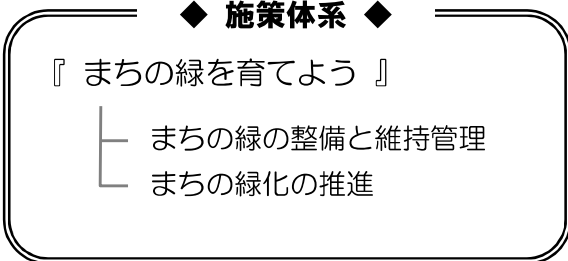 ◆ 施策体系 ◆
『 まちの緑を育てよう 』
まちの緑の整備と維持管理
まちの緑化の推進